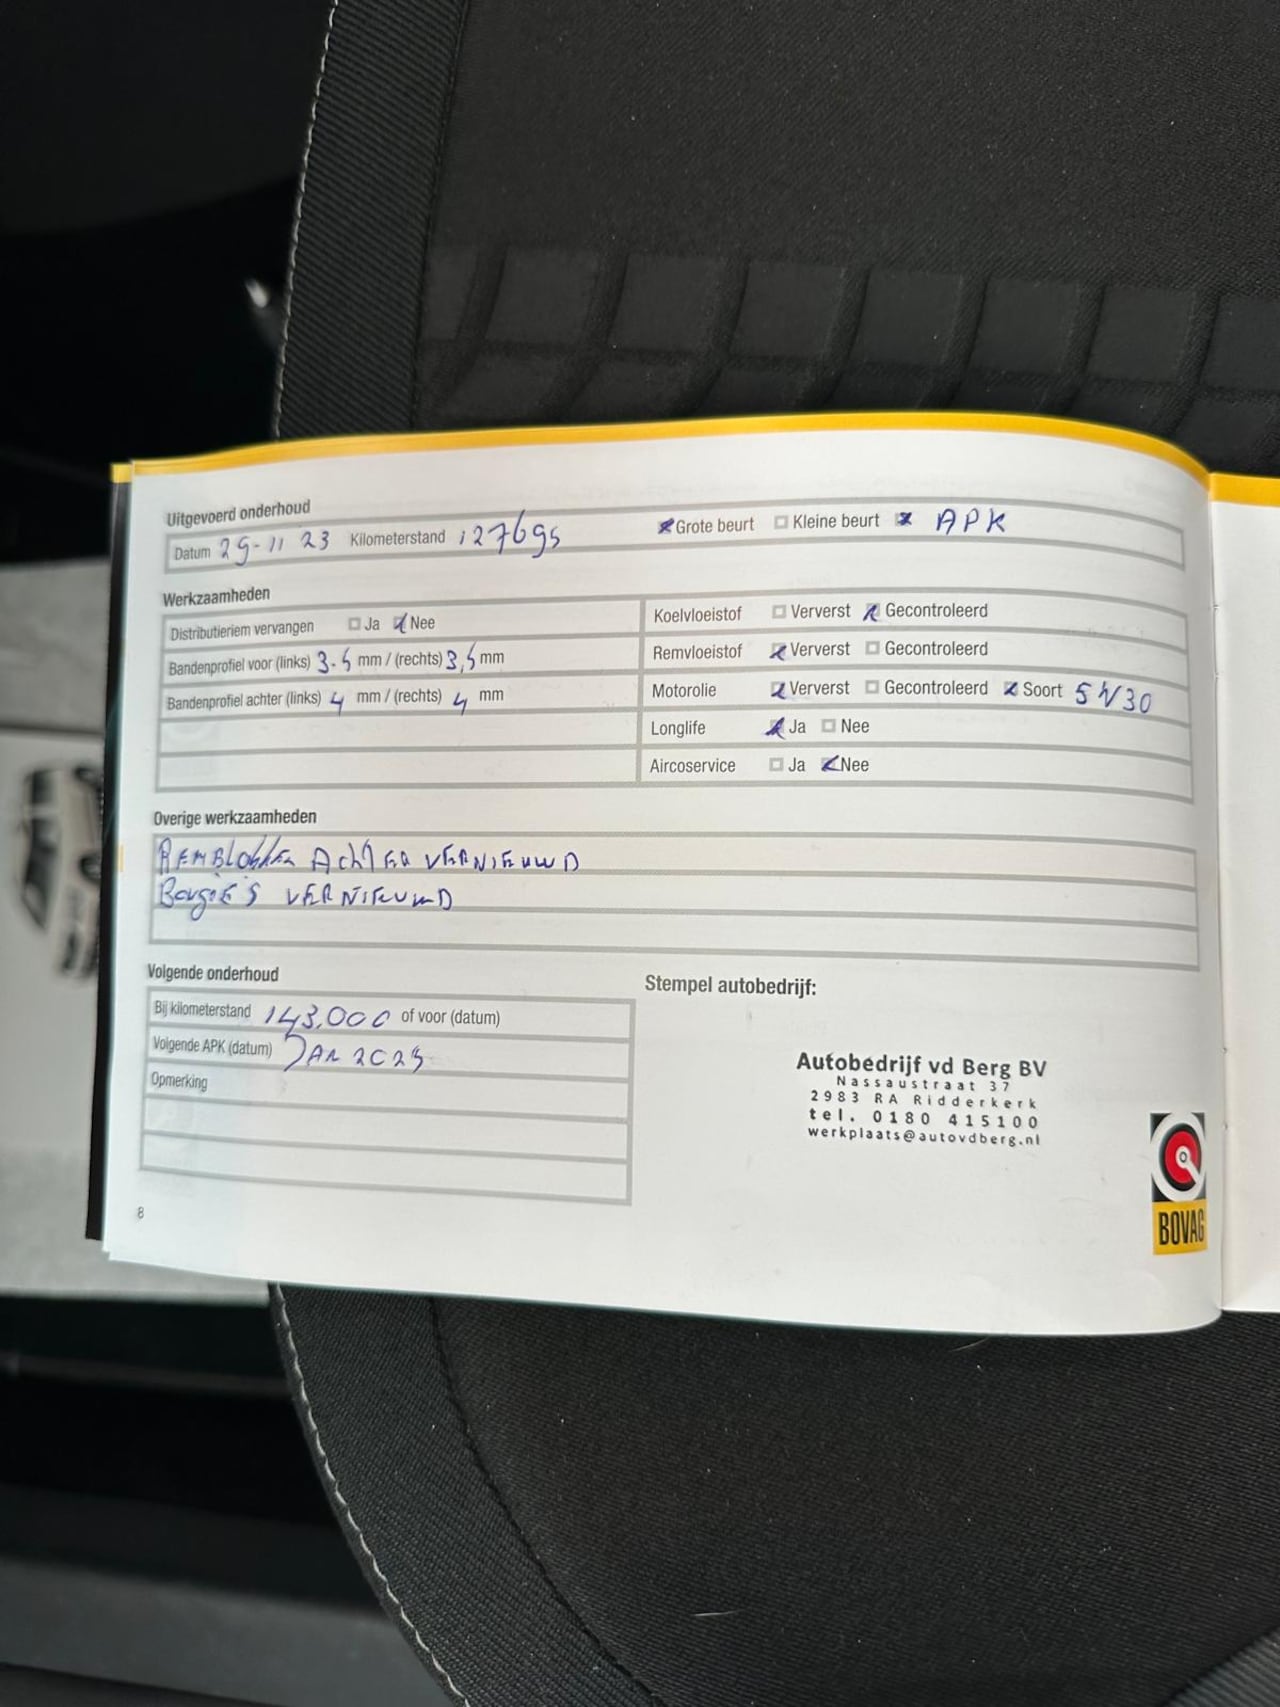 Uitgevoerd onderhoud
Datum 29-11 23 Kilometerstand 127695 Grote beurt Kleine beurt APK
Werkzaamheden
Distributieriem vervangen Ja Nee
Bandenprofiel voor (links) 3.5 mm / (rechts) 3,5 mm
Bandenprofiel achter (links) 4 mm / (rechts) 4 mm
Koelvloeistof Ververst Gecontroleerd
Remvloeistof Ververst Gecontroleerd
Motorolie Ververst Gecontroleerd Soort 5W30
Longlife Ja Nee
Aircoservice Ja Nee
Overige werkzaamheden
REMBLOKKEN ACHTER VERNIEUWD
BougiE'S VERNIEUWD
Volgende onderhoud
Bij kilometerstand 143.000 of voor (datum)
Volgende APK (datum) JAN 2025
Opmerking
Stempel autobedrijf:
Autobedrijf vd Berg BV
Nassaustraat 37
2983 RA Ridderkerk
tel. 0180 415100
werkplaats@autovdberg.nl
BOVAG
8